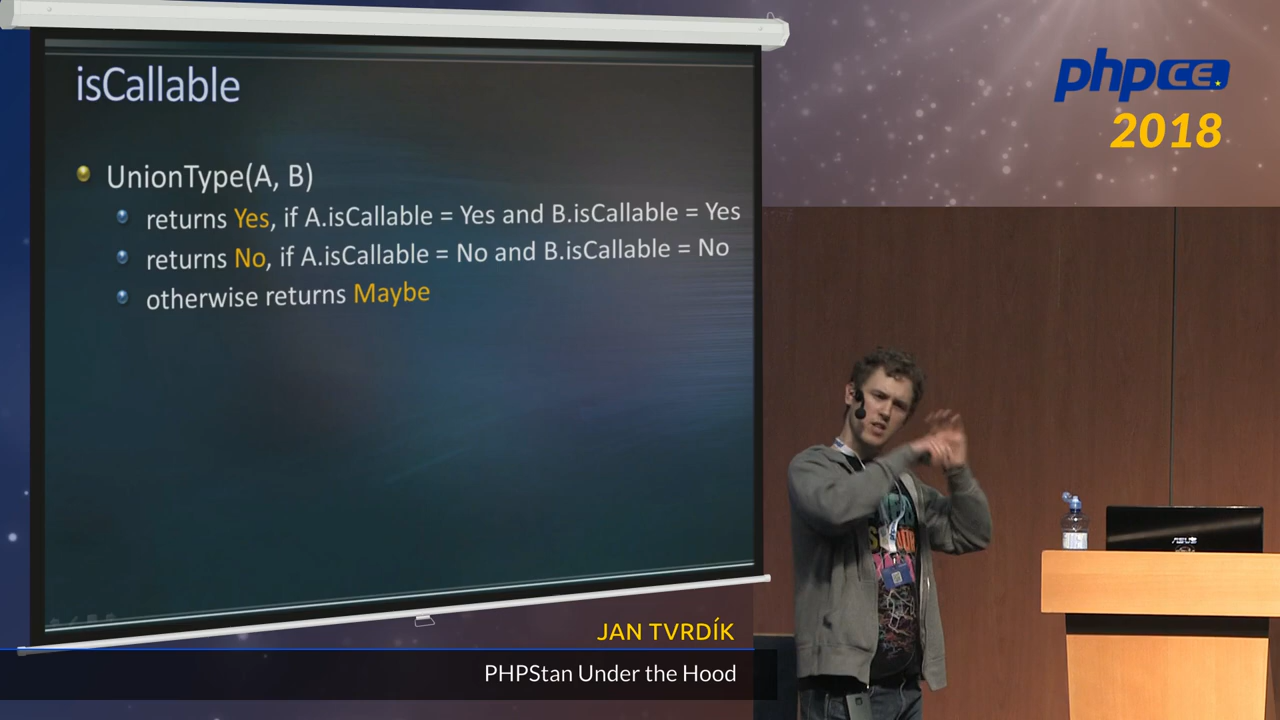 isCallable
UnionType(A, B)
returns Yes, if A.isCallable = Yes and B.isCallable = Yes
returns No, if A.isCallable = No and B.isCallable = No
otherwise returns Maybe
phpCE.
2018
ASUS
JAN TVRDÍK
PHPStan Under the Hood